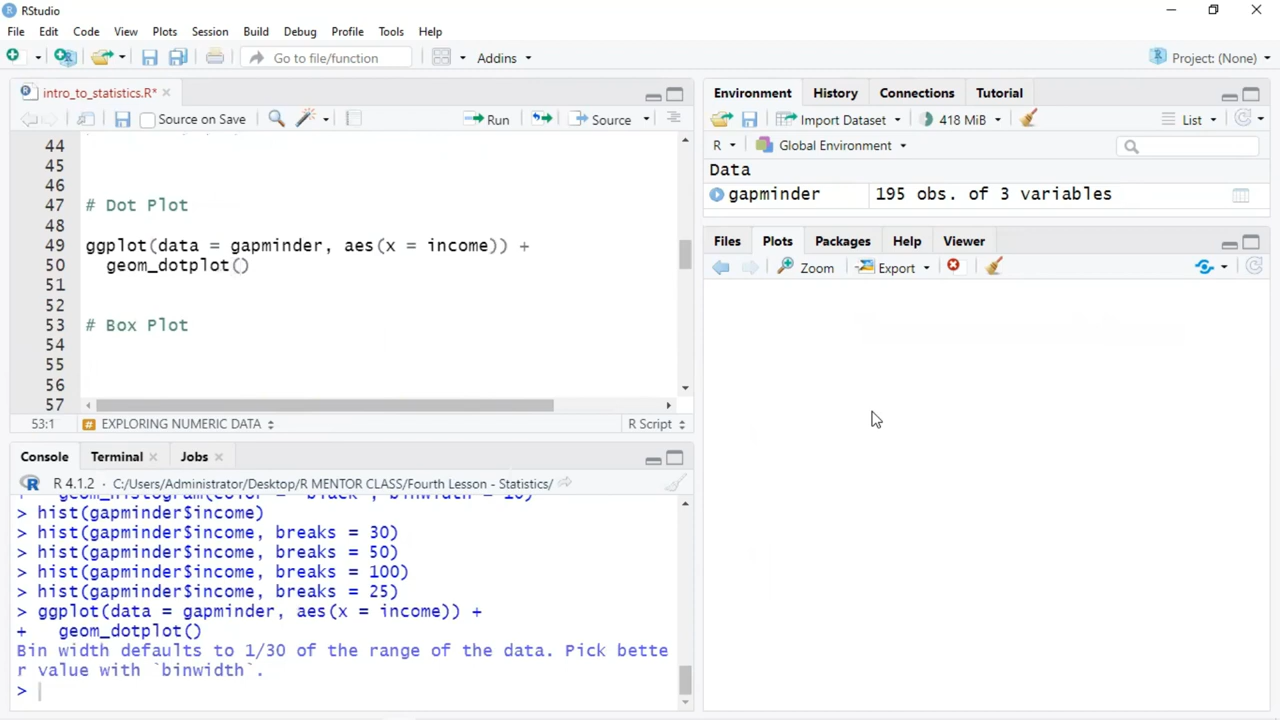 RStudio
File Edit Code View Plots Session Build Debug Profile Tools Help
Go to file/function
Addins
Project: (None)
intro_to_statistics.R*
Source on Save
Run
Source
44
45
46
47 # Dot Plot
48
49 ggplot(data = gapminder, aes(x = income)) +
50 geom_dotplot()
51
52
53 # Box Plot
54
55
56
57
53:1 EXPLORING NUMERIC DATA R Script
Console Terminal Jobs
R 4.1.2 · C:/Users/Administrator/Desktop/R MENTOR CLASS/Fourth Lesson - Statistics/
> hist(gapminder$income)
> hist(gapminder$income, breaks = 30)
> hist(gapminder$income, breaks = 50)
> hist(gapminder$income, breaks = 100)
> hist(gapminder$income, breaks = 25)
> ggplot(data = gapminder, aes(x = income)) +
+ geom_dotplot()
Bin width defaults to 1/30 of the range of the data. Pick bette
r value with `binwidth`.
>
Environment History Connections Tutorial
Import Dataset 418 MiB List
R Global Environment
Data
gapminder 195 obs. of 3 variables
Files Plots Packages Help Viewer
Zoom Export